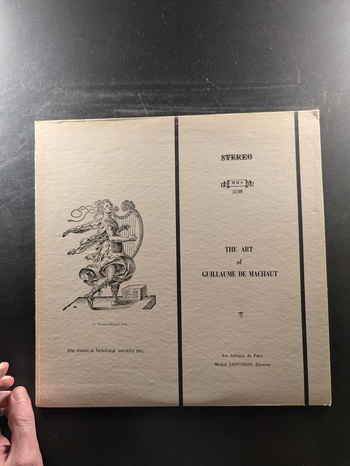 STEREO
MHS
3198
THE ART
of
GUILLAUME DE MACHAUT
the musical heritage society inc.
Ars Antiqua de Paris
Michel SANVOISIN, Director